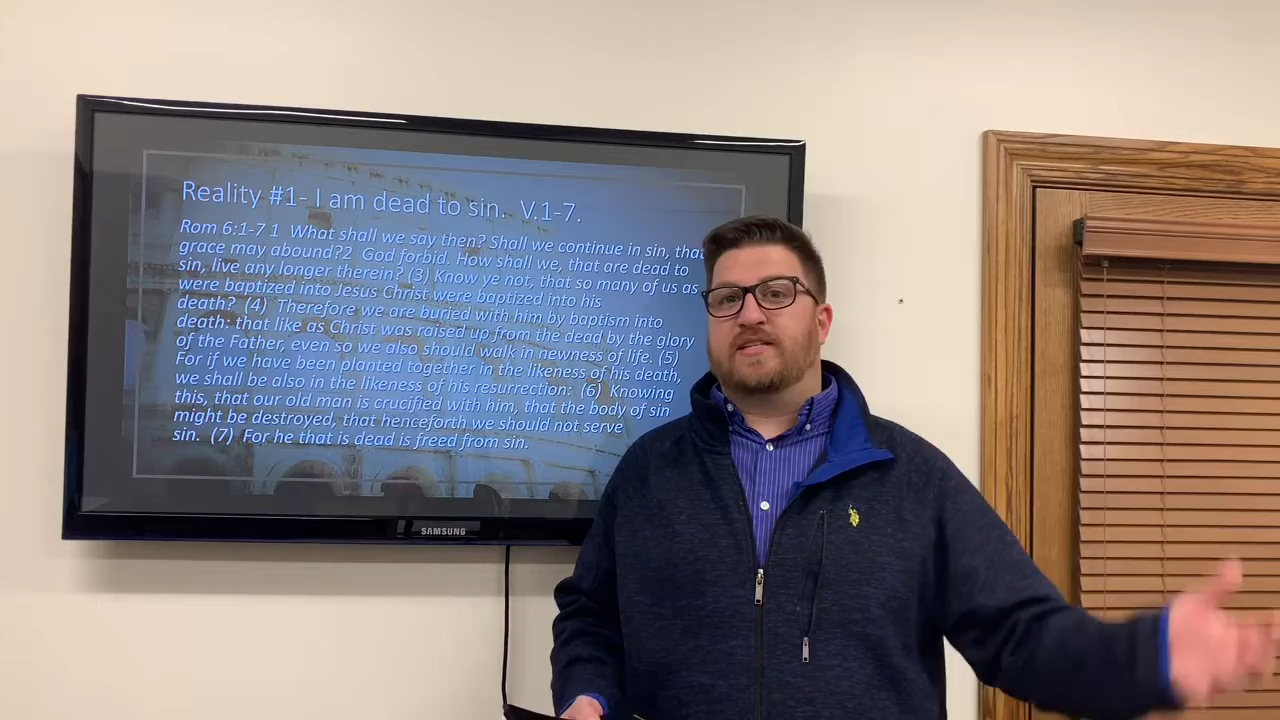 Reality #1- I am dead to sin.  V.1-7.
Rom 6:1-7 1  What shall we say then? Shall we continue in sin, that
grace may abound?2  God forbid. How shall we, that are dead to
sin, live any longer therein? (3) Know ye not, that so many of us as
were baptized into Jesus Christ were baptized into his
death?  (4)  Therefore we are buried with him by baptism into
death: that like as Christ was raised up from the dead by the glory
of the Father, even so we also should walk in newness of life. (5)
For if we have been planted together in the likeness of his death,
we shall be also in the likeness of his resurrection:  (6)  Knowing
this, that our old man is crucified with him, that the body of sin
might be destroyed, that henceforth we should not serve
sin.  (7)  For he that is dead is freed from sin.
SAMSUNG